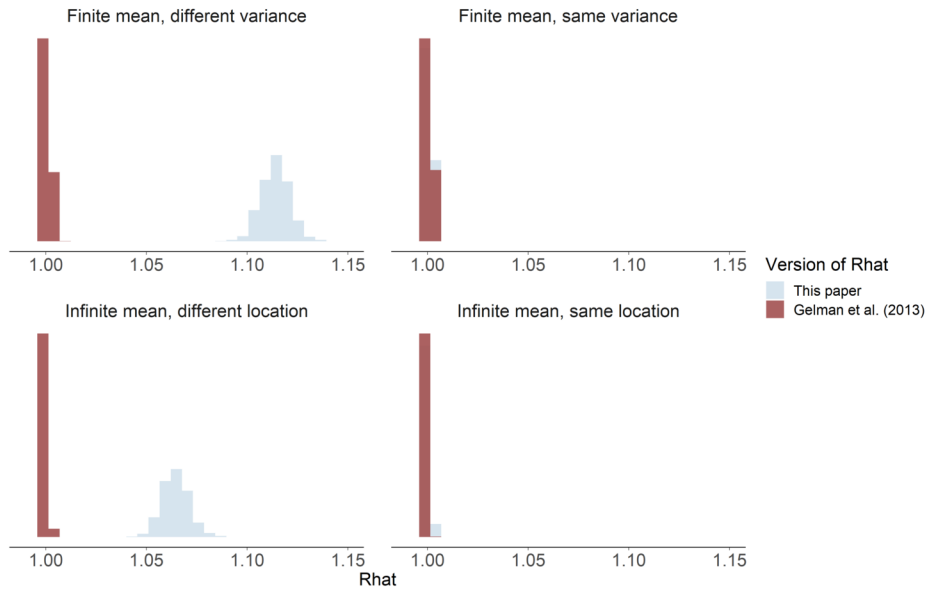 Finite mean, different variance
Finite mean, same variance
1.00 1.05 1.10 1.15
1.00 1.05 1.10 1.15
Version of Rhat
This paper
Gelman et al. (2013)
Infinite mean, different location
Infinite mean, same location
1.00 1.05 1.10 1.15
1.00 1.05 1.10 1.15
Rhat